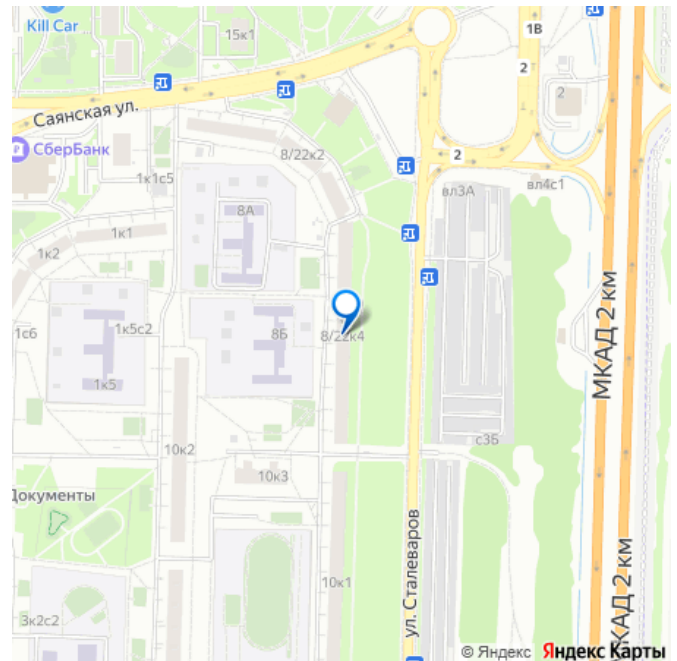 Kill Car ...
15к1
1В
2
2
Саянская ул.
СберБанк
8/22к2
2
1к1с5
вл3А
вл4с1
8А
1к1
1к2
МКАД 2 км
1с6
1к5с2
8Б
8/22к4
1к5
с3Б
10к2
10к3
Документы
ул. Сталеваров
КАД 2 км
10к1
3к2с2
© Яндекс Яндекс Карты